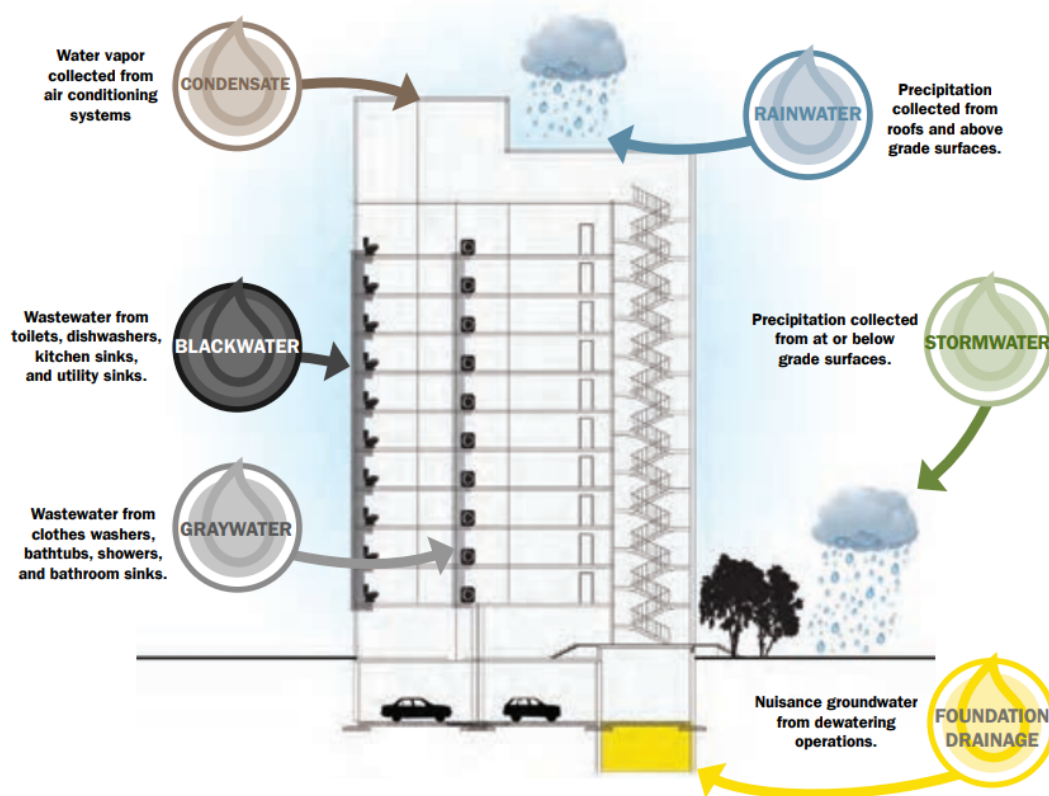 Water vapor
collected from
air conditioning
systems
CONDENSATE
RAINWATER
Precipitation
collected from
roofs and above
grade surfaces.
Wastewater from
toilets, dishwashers,
kitchen sinks,
and utility sinks.
BLACKWATER
Precipitation collected
from at or below
grade surfaces.
STORMWATER
Wastewater from
clothes washers,
bathtubs, showers,
and bathroom sinks.
GRAYWATER
Nuisance groundwater
from dewatering
operations.
FOUNDATION
DRAINAGE